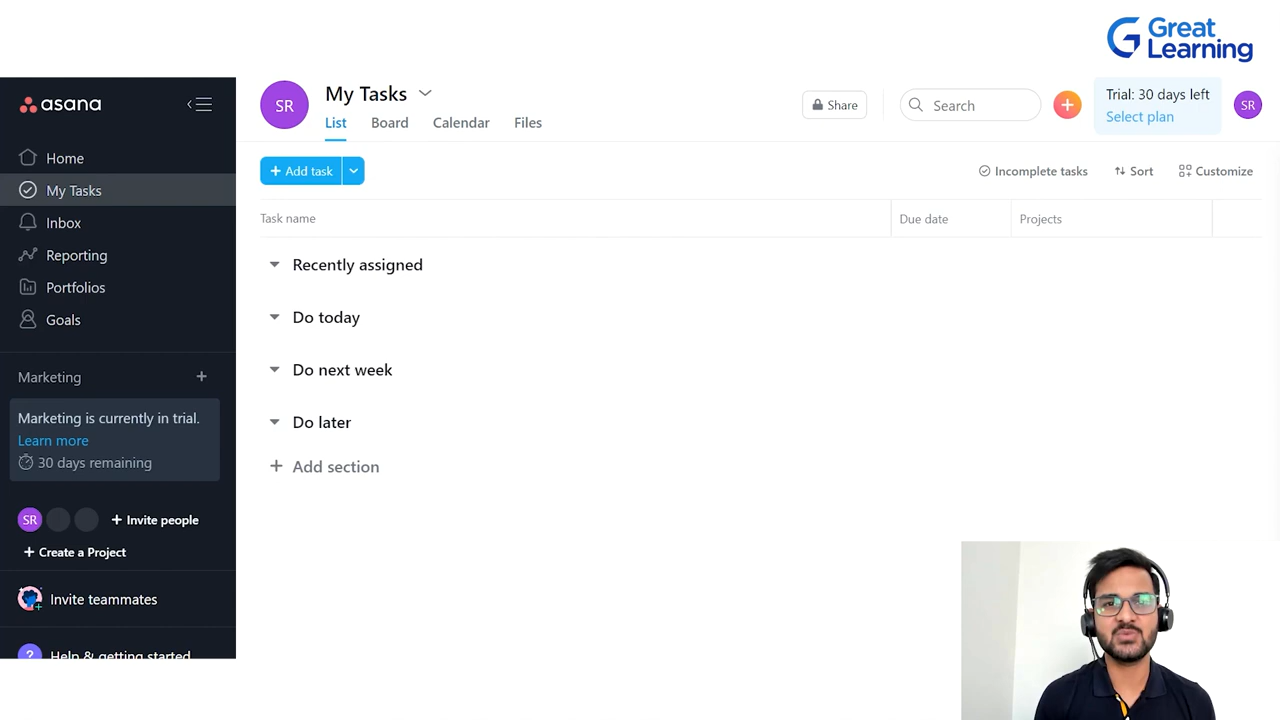 Great
Learning
asana
Home
My Tasks
Inbox
Reporting
Portfolios
Goals
Marketing +
Marketing is currently in trial.
Learn more
30 days remaining
SR + Invite people
+ Create a Project
Invite teammates
? Help & getting started
SR
My Tasks
List Board Calendar Files
Share
Search
+
Trial: 30 days left
Select plan
SR
+ Add task
Incomplete tasks Sort Customize
Task name Due date Projects
Recently assigned
Do today
Do next week
Do later
+ Add section